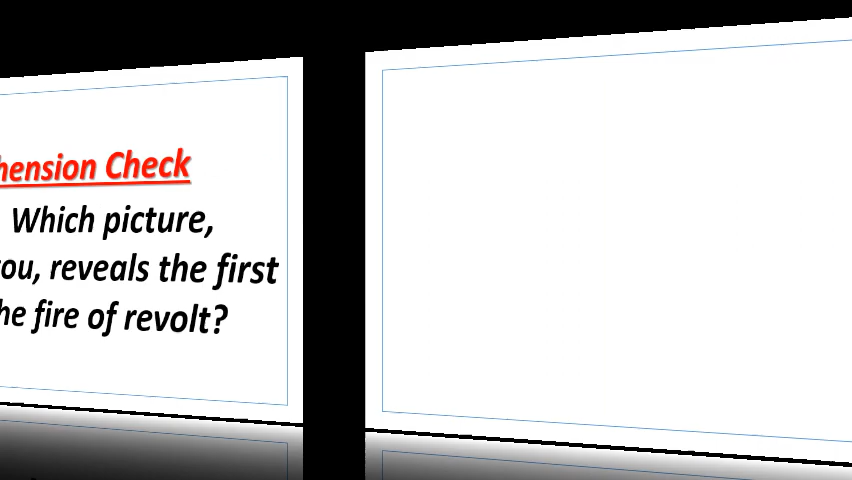 hension Check
Which picture,
ou, reveals the first
he fire of revolt?